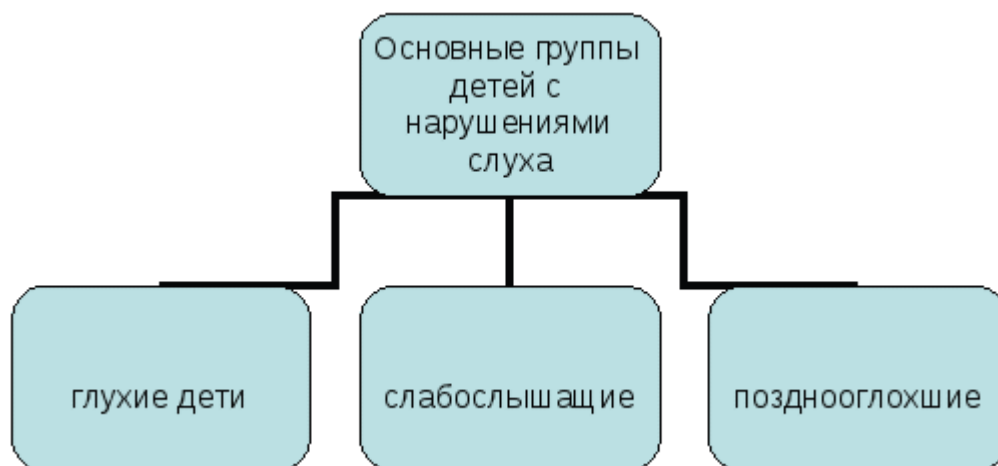 Основные группы
детей с
нарушениями
слуха
глухие дети
слабослышащие
позднооглохшие